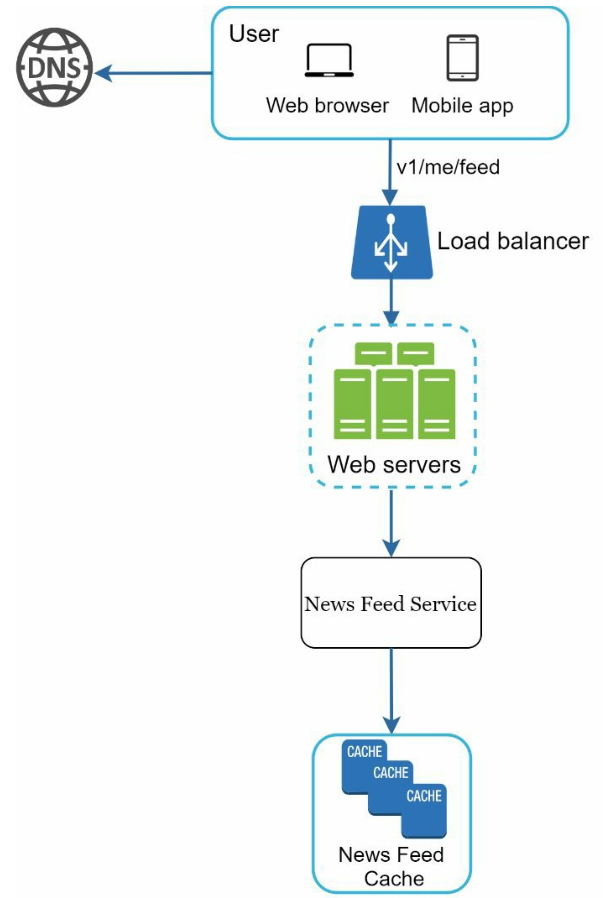 DNS
User
Web browser
Mobile app
v1/me/feed
Load balancer
Web servers
News Feed Service
CACHE
CACHE
CACHE
News Feed
Cache